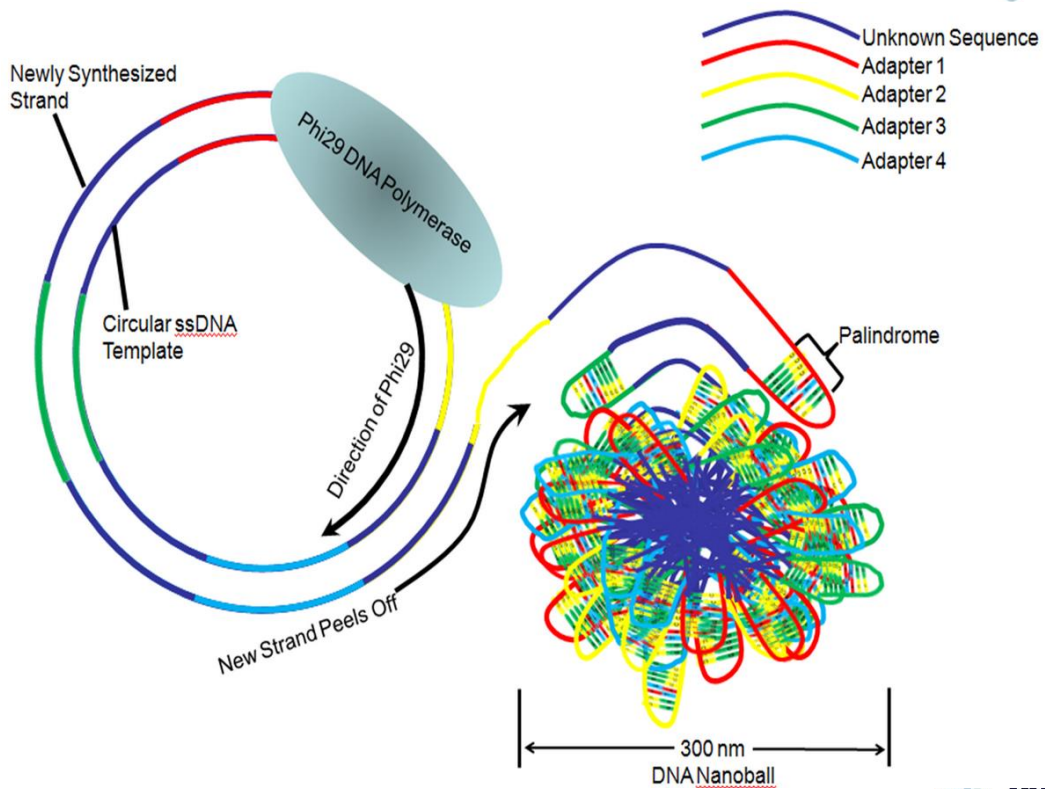 Unknown Sequence
Adapter 1
Adapter 2
Adapter 3
Adapter 4
Newly Synthesized
Strand
Phi29 DNA Polymerase
Circular ssDNA
Template
Direction of Phi29
New Strand Peels Off
Palindrome
300 nm
DNA Nanoball